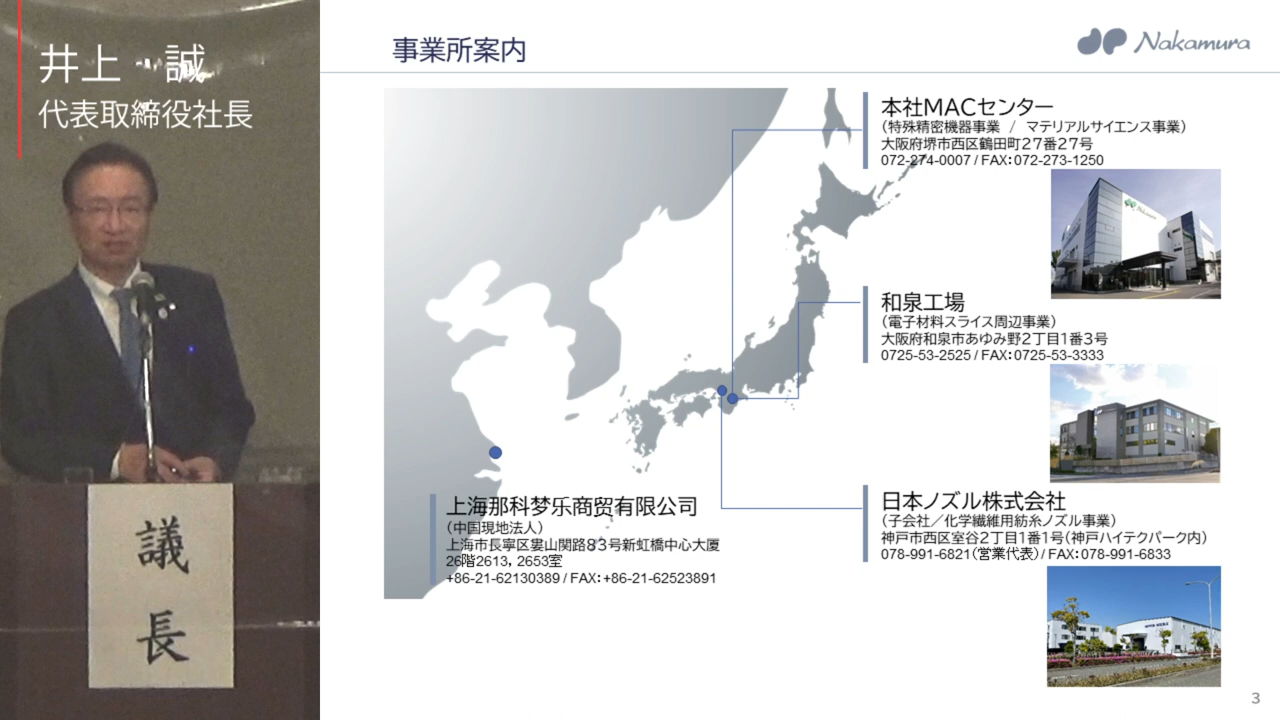 井上 誠
代表取締役社長
議
長
事業所案内
Nakamura
本社MACセンター
（特殊精密機器事業 / マテリアルサイエンス事業）
大阪府堺市西区鶴田町27番27号
072-274-0007 / FAX：072-273-1250
和泉工場
（電子材料スライス周辺事業）
大阪府和泉市あゆみ野2丁目1番3号
0725-53-2525 / FAX：0725-53-3333
日本ノズル株式会社
（子会社／化学繊維用紡糸ノズル事業）
神戸市西区室谷2丁目1番1号（神戸ハイテクパーク内）
078-991-6821（営業代表）/ FAX：078-991-6833
上海那科梦乐商贸有限公司
（中国現地法人）
上海市長寧区婁山関路83号新虹橋中心大厦
26階2613，2653室
+86-21-62130389 / FAX：+86-21-62523891
3